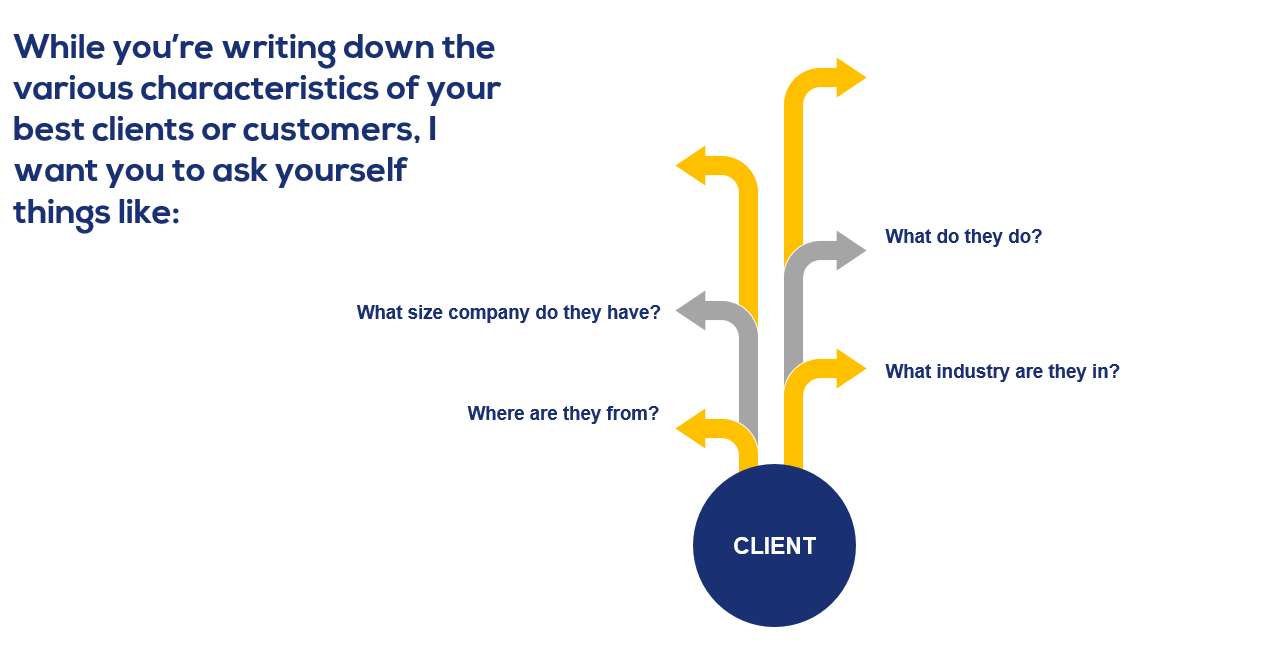 While you’re writing down the
various characteristics of your
best clients or customers, I
want you to ask yourself
things like:
What do they do?
What size company do they have?
What industry are they in?
Where are they from?
CLIENT